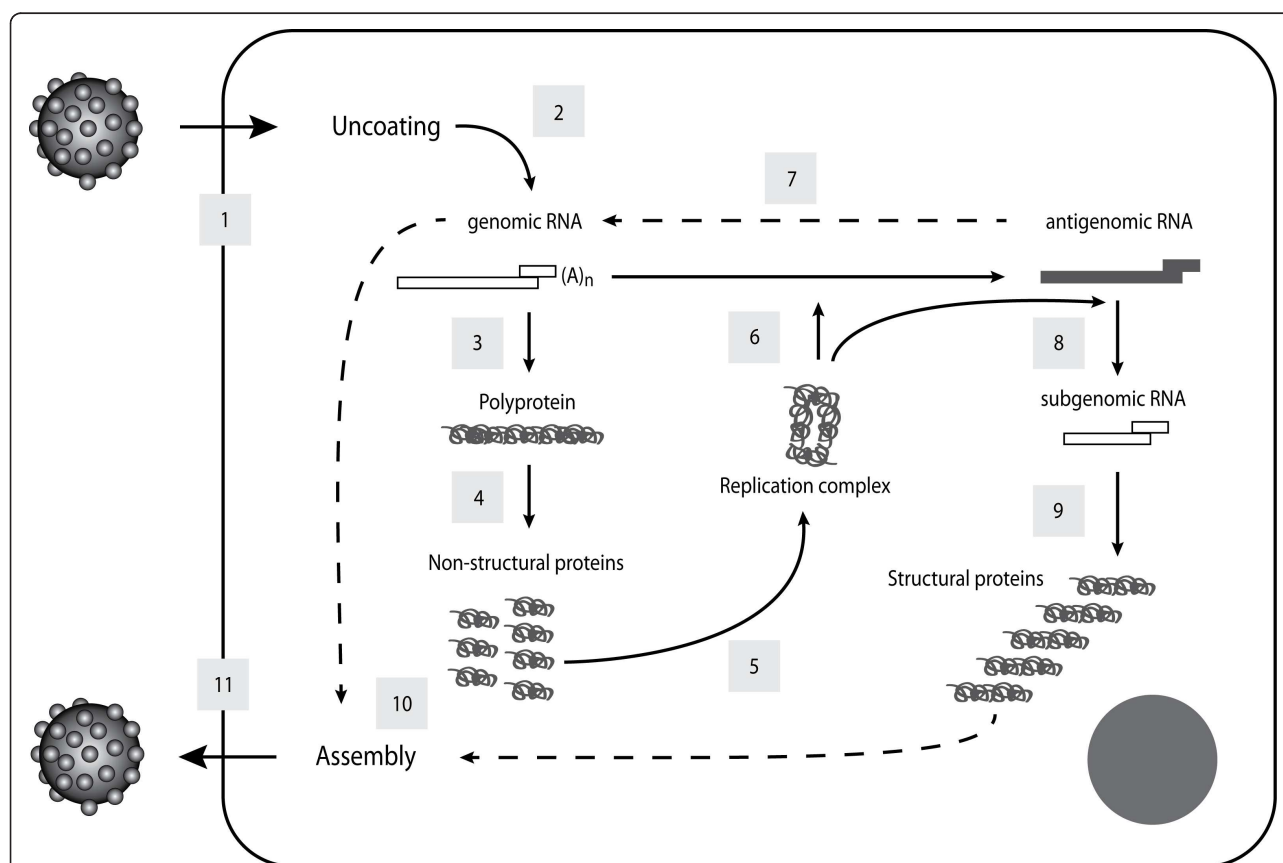 2
Uncoating
7
1
genomic RNA
antigenomic RNA
(A)n
3
6
8
Polyprotein
subgenomic RNA
4
Replication complex
9
Non-structural proteins
Structural proteins
5
11
10
Assembly